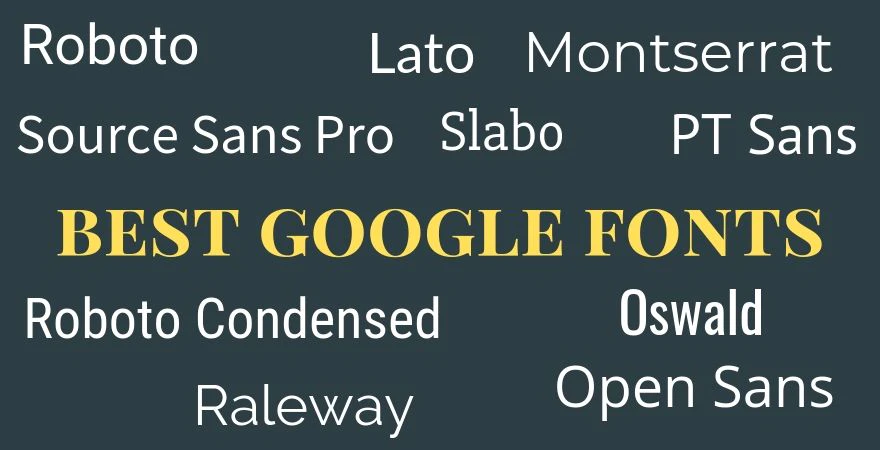 Roboto
Lato
Montserrat
Source Sans Pro
Slabo
PT Sans
BEST GOOGLE FONTS
Roboto Condensed
Oswald
Raleway
Open Sans